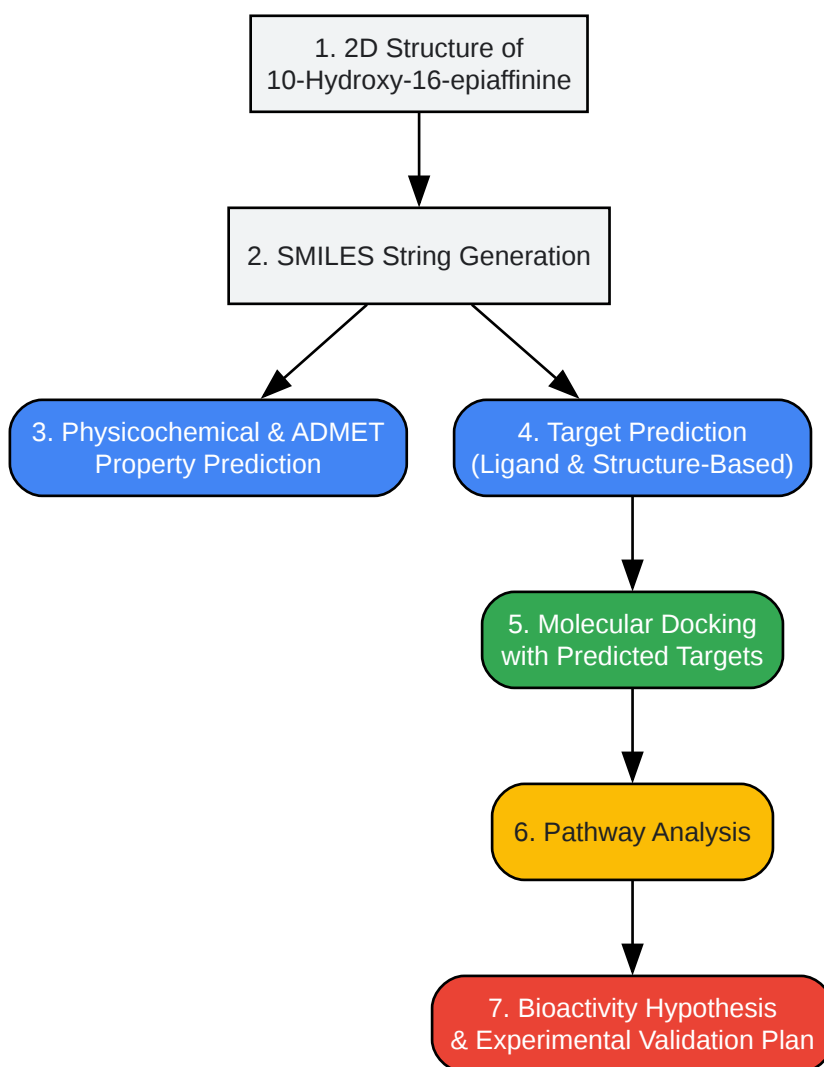 1. 2D Structure of
10-Hydroxy-16-epiaffinine
2. SMILES String Generation
3. Physicochemical & ADMET
Property Prediction
4. Target Prediction
(Ligand & Structure-Based)
5. Molecular Docking
with Predicted Targets
6. Pathway Analysis
7. Bioactivity Hypothesis
& Experimental Validation Plan